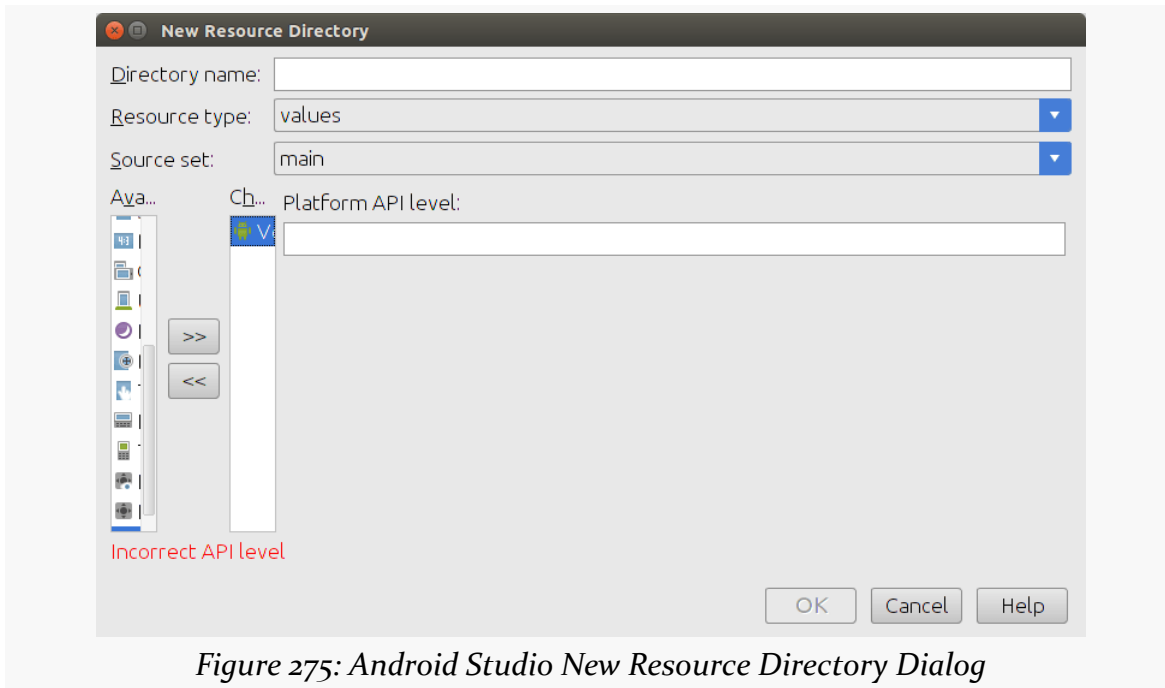 New Resource Directory
Directory name:
Resource type: values
Source set: main
Ava... Ch... Platform API level:
>>
<<
Incorrect API level
OK Cancel Help
Figure 275: Android Studio New Resource Directory Dialog